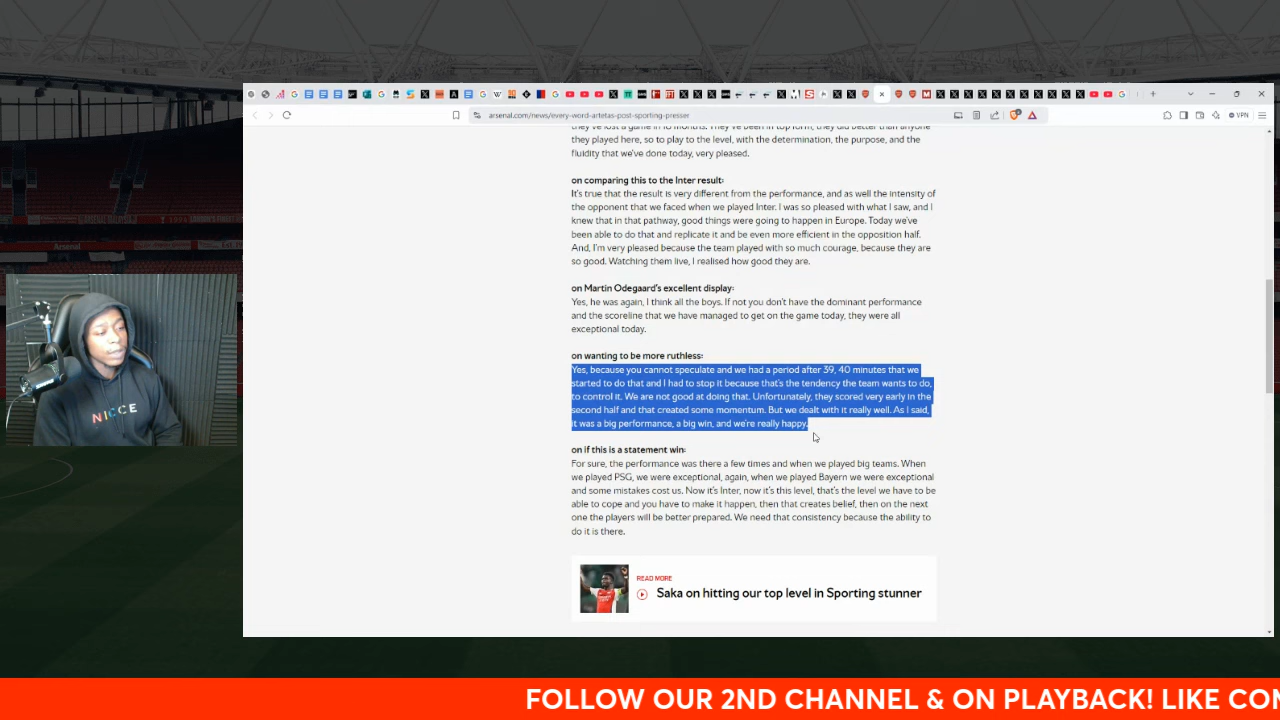 arsenal.com/news/every-word-artetas-post-sporting-presser
VPN
they've lost a game in 18 months. They've been in top form, they did better than anyone
they played here, so to play to the level, with the determination, the purpose, and the
fluidity that we've done today, very pleased.
on comparing this to the Inter result:
It's true that the result is very different from the performance, and as well the intensity of
the opponent that we faced when we played Inter. I was so pleased with what I saw, and I
knew that in that pathway, good things were going to happen in Europe. Today we've
been able to do that and replicate it and be even more efficient in the opposition half.
And, I'm very pleased because the team played with so much courage, because they are
so good. Watching them live, I realised how good they are.
on Martin Odegaard's excellent display:
Yes, he was again, I think all the boys. If not you don't have the dominant performance
and the scoreline that we have managed to get on the game today, they were all
exceptional today.
on wanting to be more ruthless:
Yes, because you cannot speculate and we had a period after 39, 40 minutes that we
started to do that and I had to stop it because that's the tendency the team wants to do,
to control it. We are not good at doing that. Unfortunately, they scored very early in the
second half and that created some momentum. But we dealt with it really well. As I said,
it was a big performance, a big win, and we're really happy.
on if this is a statement win:
For sure, the performance was there a few times and when we played big teams. When
we played PSG, we were exceptional, again, when we played Bayern we were exceptional
and some mistakes cost us. Now it's Inter, now it's this level, that's the level we have to be
able to cope and you have to make it happen, then that creates belief, then on the next
one the players will be better prepared. We need that consistency because the ability to
do it is there.
READ MORE
Saka on hitting our top level in Sporting stunner
NICCE
FOLLOW OUR 2ND CHANNEL & ON PLAYBACK! LIKE COM